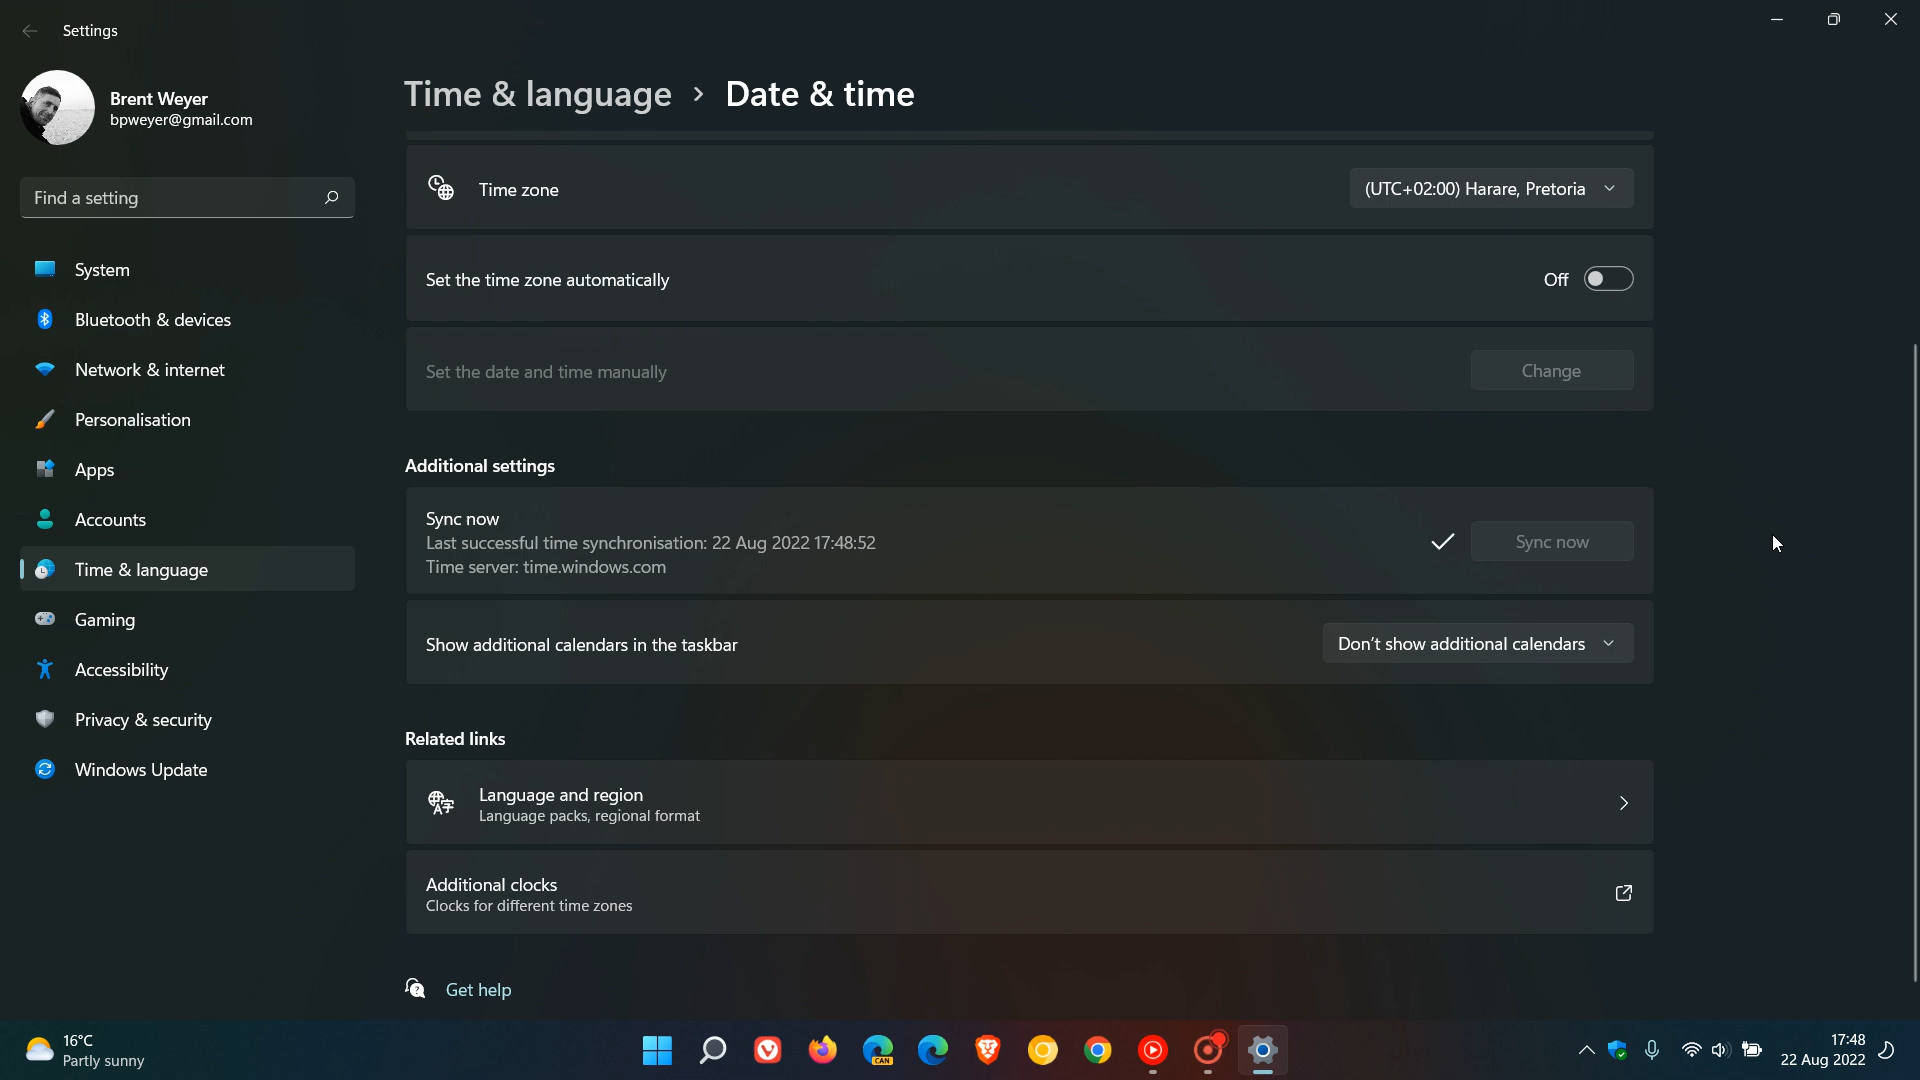 Settings
Brent Weyer
bpweyer@gmail.com
Find a setting
System
Bluetooth & devices
Network & internet
Personalisation
Apps
Accounts
Time & language
Gaming
Accessibility
Privacy & security
Windows Update
Time & language > Date & time
Time zone
(UTC+02:00) Harare, Pretoria
Set the time zone automatically
Off
Set the date and time manually
Change
Additional settings
Sync now
Last successful time synchronisation: 22 Aug 2022 17:48:52
Time server: time.windows.com
Sync now
Show additional calendars in the taskbar
Don't show additional calendars
Related links
Language and region
Language packs, regional format
Additional clocks
Clocks for different time zones
Get help
16°C
Partly sunny
CAN
17:48
22 Aug 2022